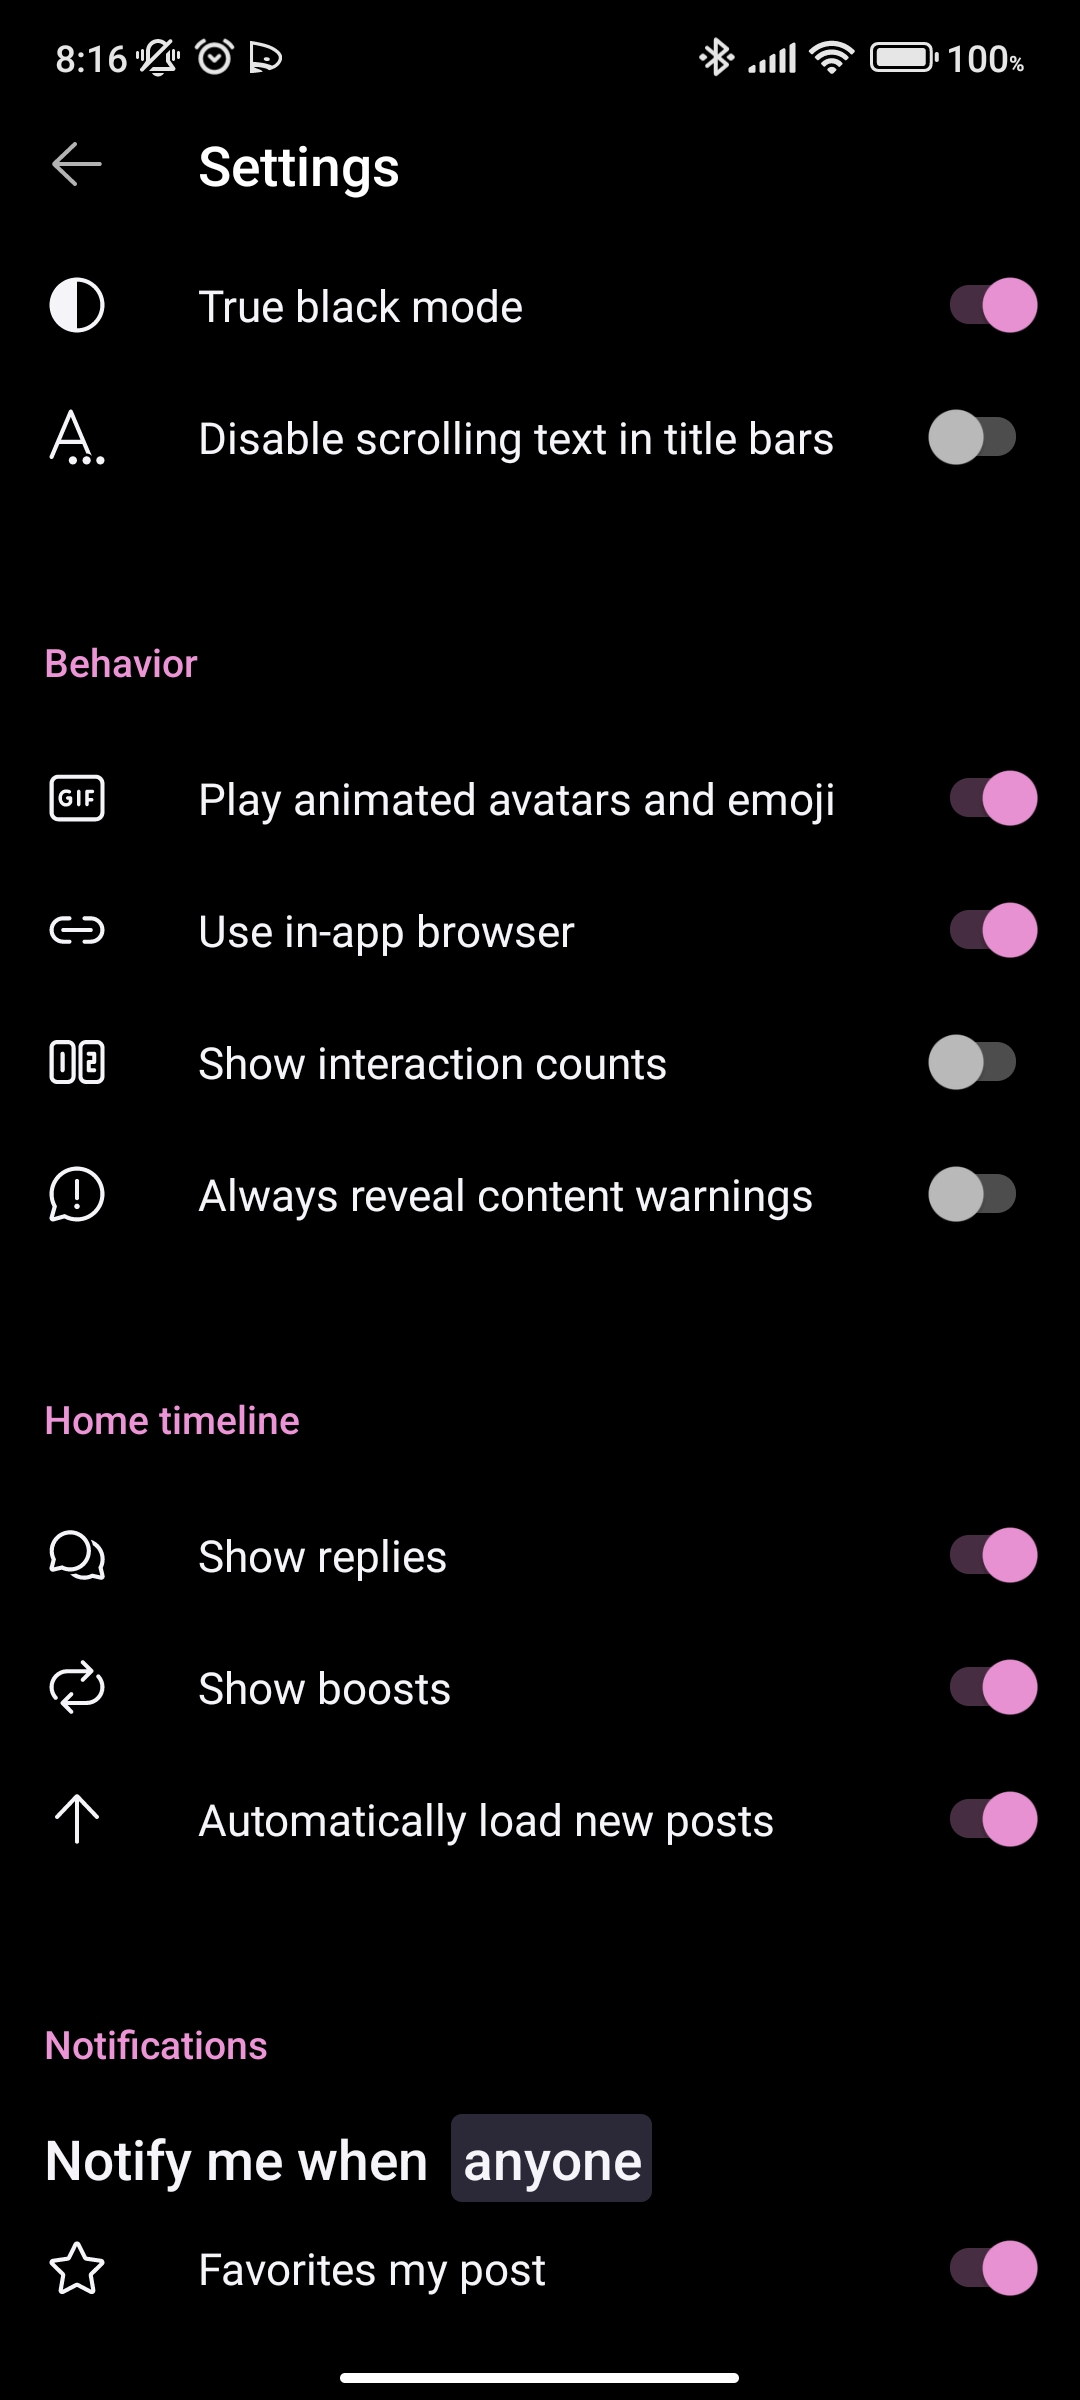 8:16 100%
Settings
True black mode
Disable scrolling text in title bars
Behavior
GIF Play animated avatars and emoji
Use in-app browser
12 Show interaction counts
Always reveal content warnings
Home timeline
Show replies
Show boosts
Automatically load new posts
Notifications
Notify me when anyone
Favorites my post